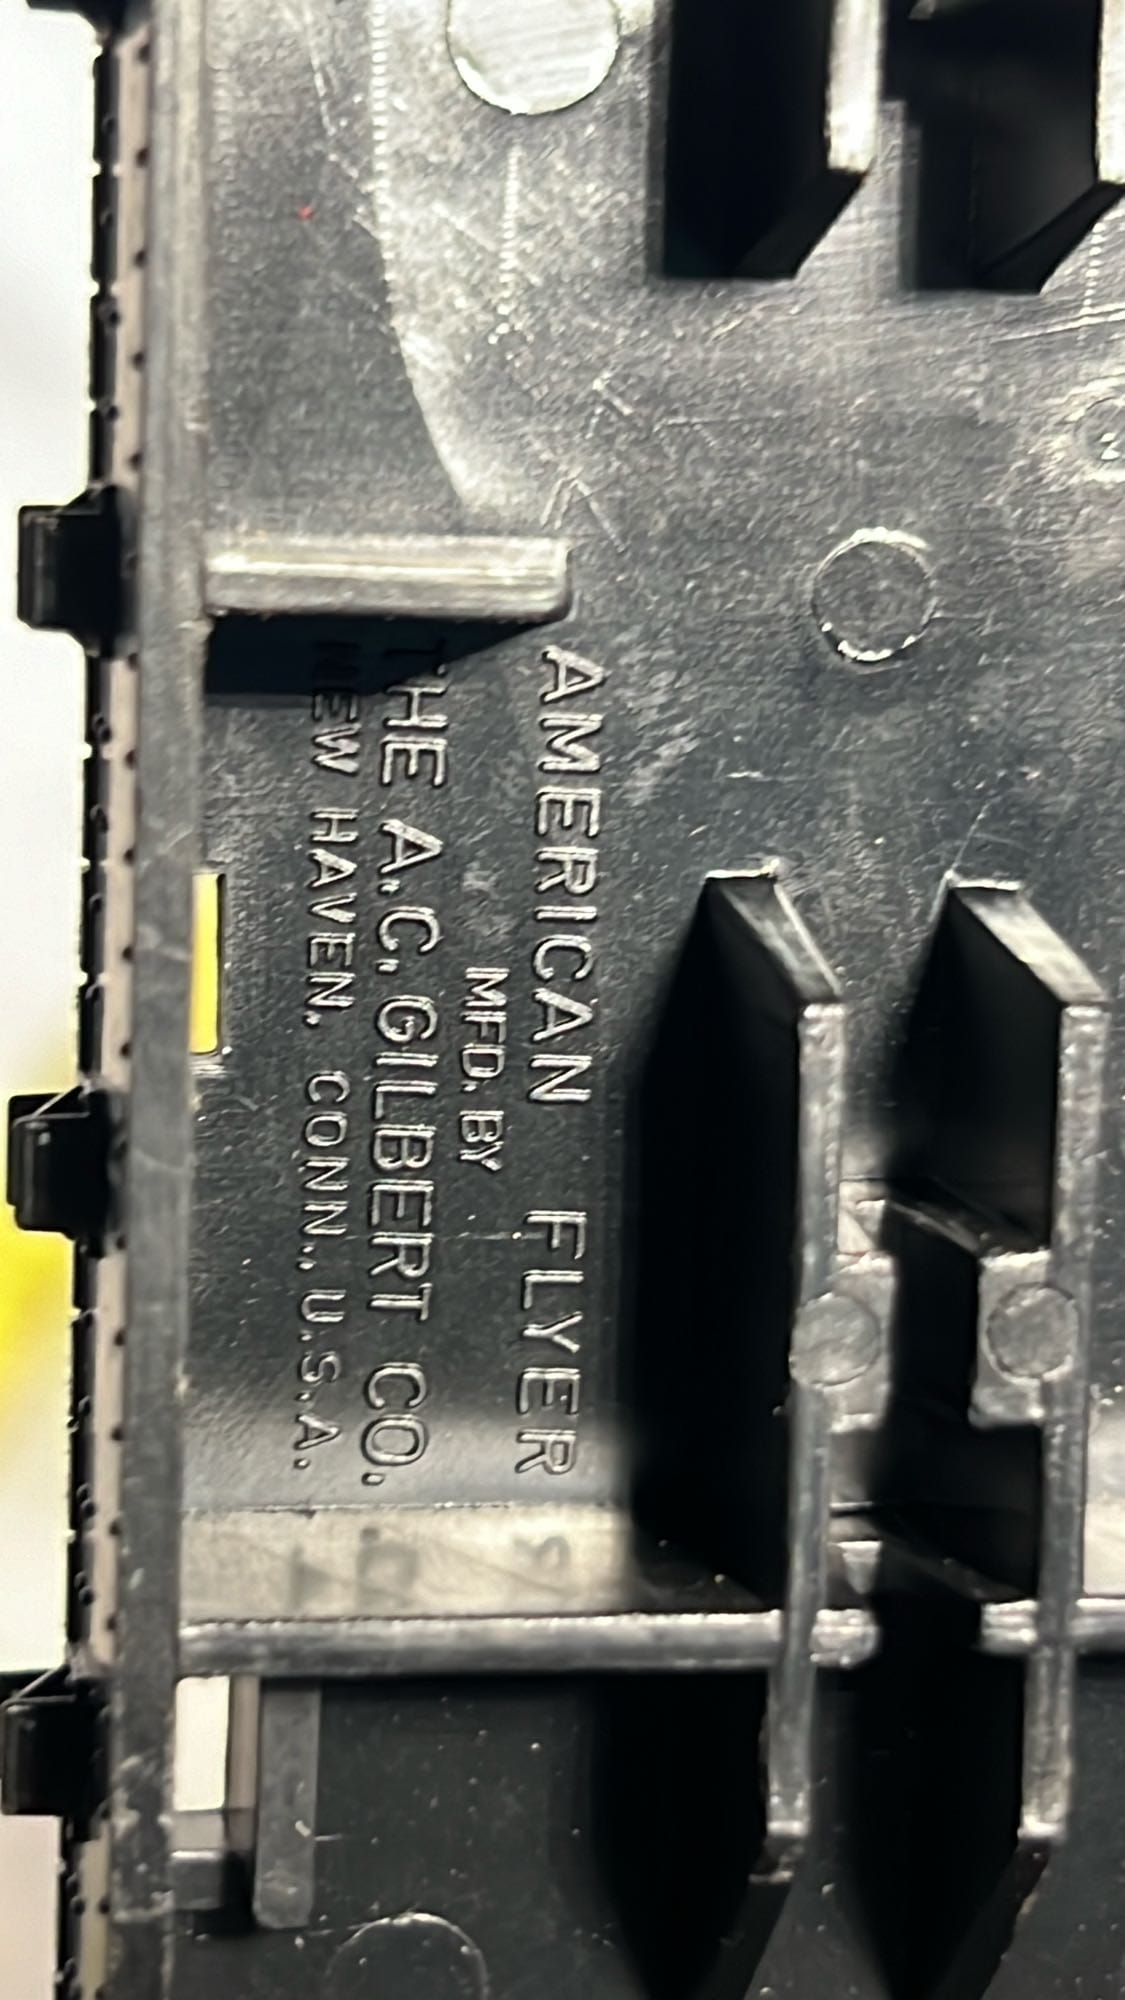 AMERICAN FLYER
MFD. BY
THE A.C. GILBERT CO.
NEW HAVEN, CONN., U.S.A.